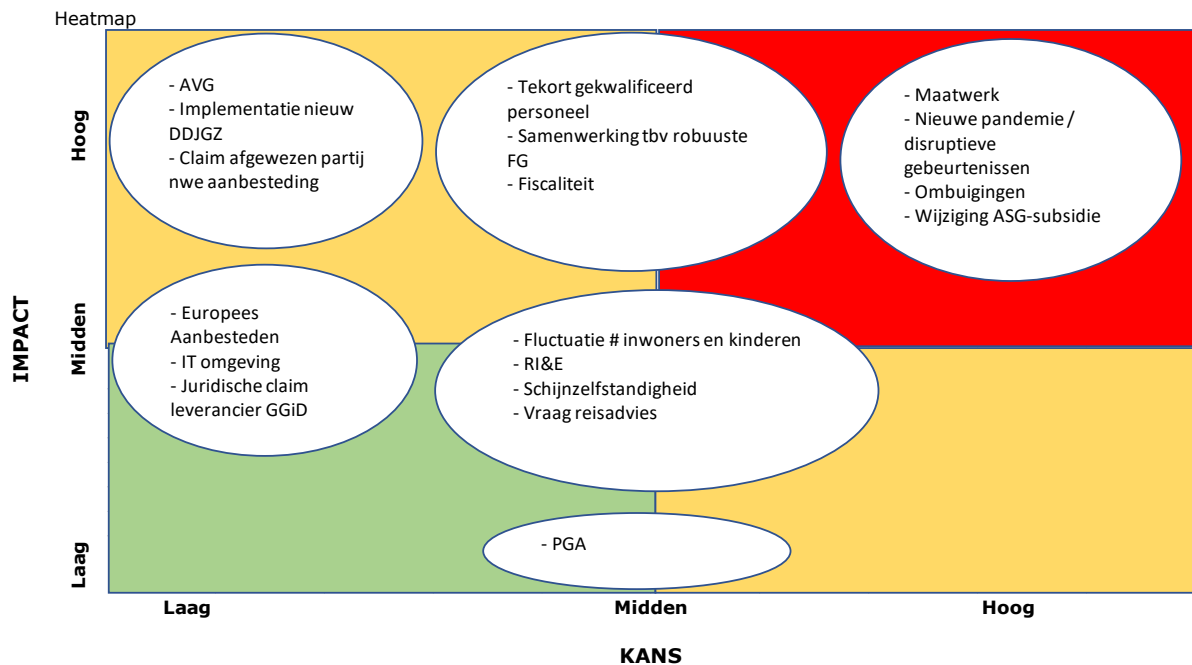 Heatmap
IMPACT
Hoog
Midden
Laag
- AVG
- Implementatie nieuw
DDJGZ
- Claim afgewezen partij
nwe aanbesteding
- Tekort gekwalificeerd
personeel
- Samenwerking tbv robuuste
FG
- Fiscaliteit
- Maatwerk
- Nieuwe pandemie /
disruptieve
gebeurtenissen
- Ombuigingen
- Wijziging ASG-subsidie
- Europees
Aanbesteden
- IT omgeving
- Juridische claim
leverancier GGiD
- Fluctuatie # inwoners en kinderen
- RI&E
- Schijnzelfstandigheid
- Vraag reisadvies
- PGA
Laag
Midden
Hoog
KANS